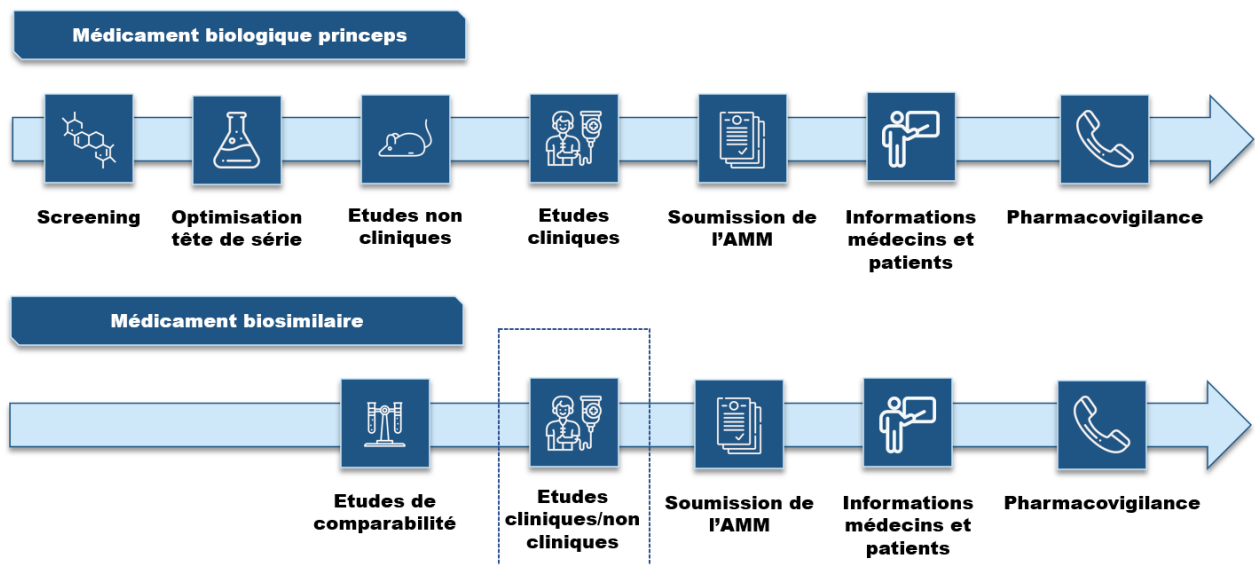 Médicament biologique princeps
Screening
Optimisation
tête de série
Etudes non
cliniques
Etudes
cliniques
Soumission de
l'AMM
Informations
médecins et
patients
Pharmacovigilance
Médicament biosimilaire
Etudes de
comparabilité
Etudes
cliniques/non
cliniques
Soumission de
l'AMM
Informations
médecins et
patients
Pharmacovigilance